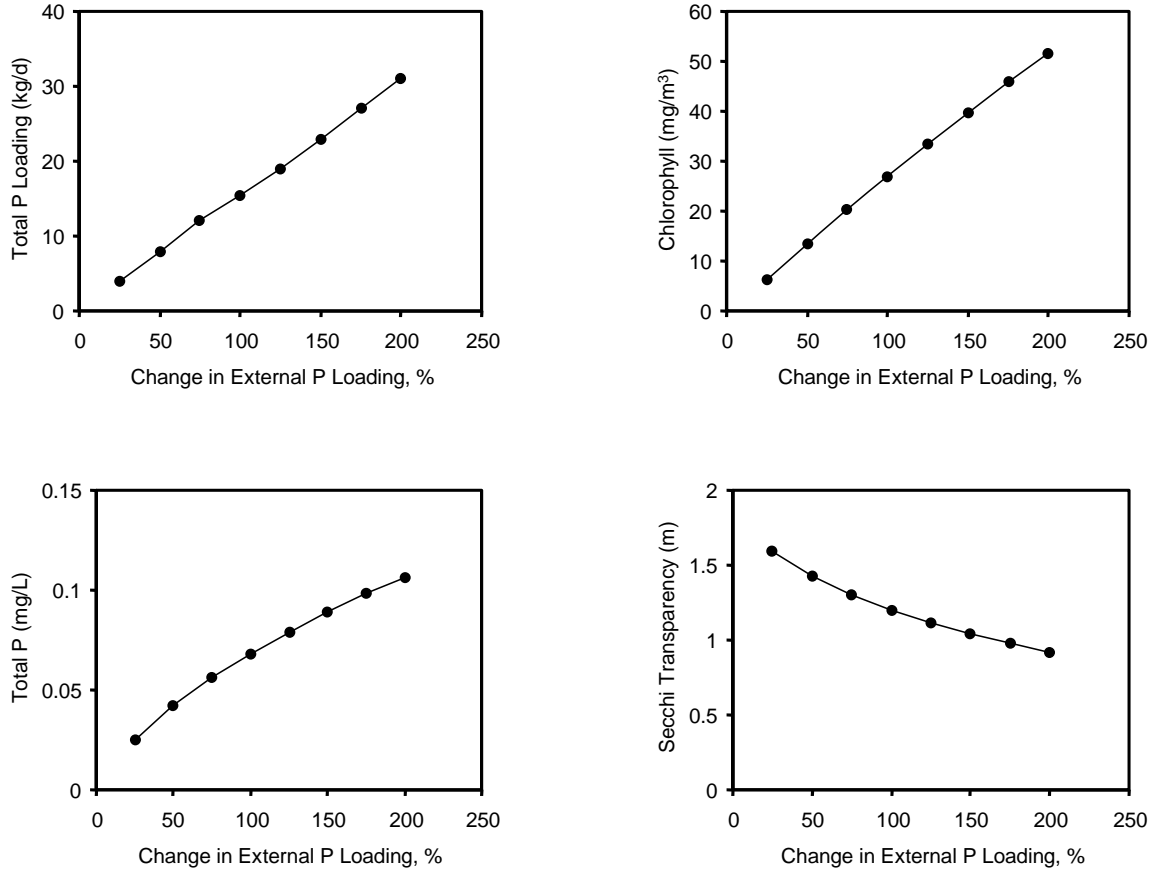 Total P Loading (kg/d)
40
30
20
10
0
0 50 100 150 200 250
Change in External P Loading, %
Chlorophyll (mg/m³)
60
50
40
30
20
10
0
0 50 100 150 200 250
Change in External P Loading, %
Total P (mg/L)
0.15
0.1
0.05
0
0 50 100 150 200 250
Change in External P Loading, %
Secchi Transparency (m)
2
1.5
1
0.5
0
0 50 100 150 200 250
Change in External P Loading, %